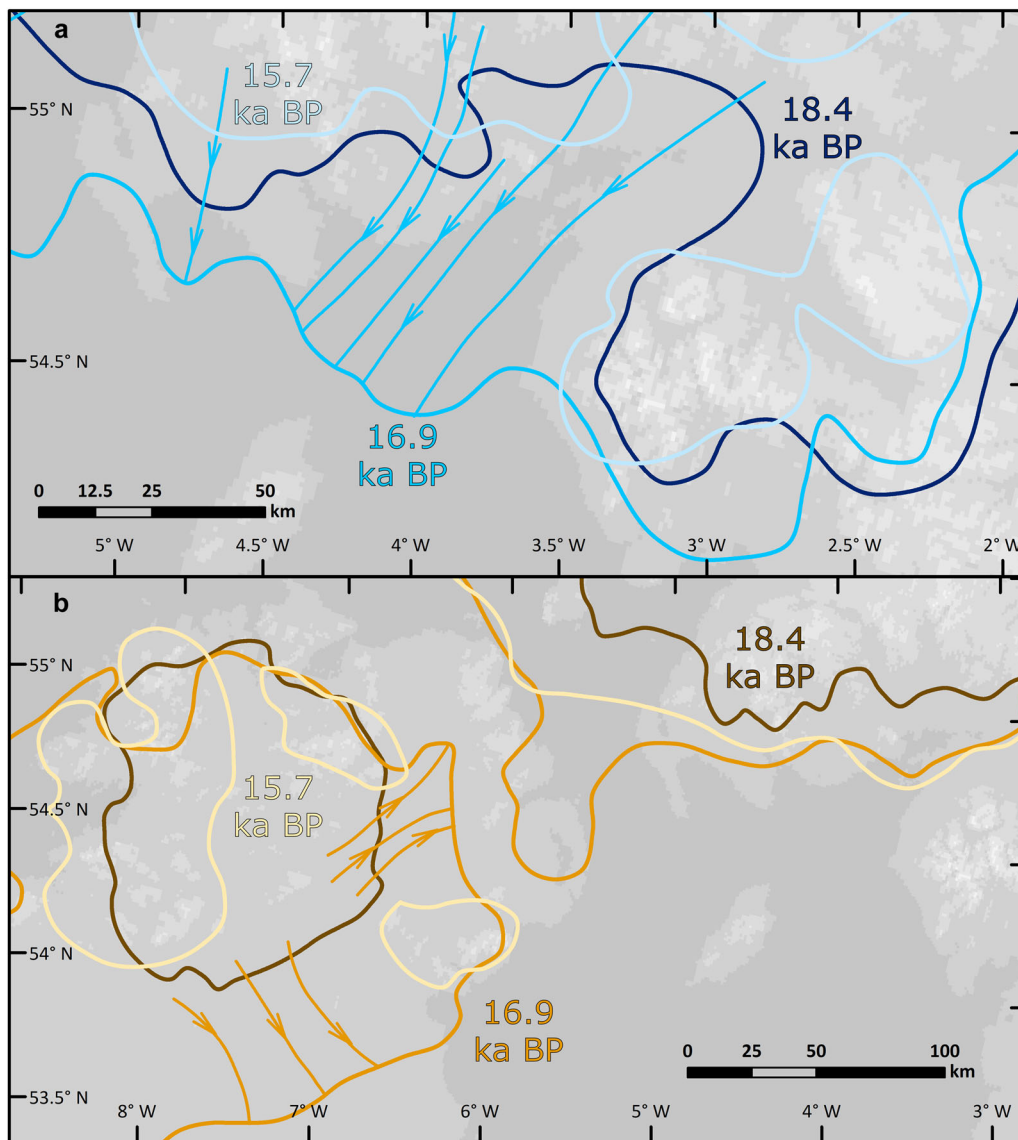 a
15.7
ka BP
55° N
18.4
ka BP
54.5° N
16.9
ka BP
0 12.5 25 50
km
5° W 4.5° W 4° W 3.5° W 3° W 2.5° W 2° W
b
18.4
ka BP
55° N
15.7
ka BP
54.5° N
54° N
16.9
ka BP
0 25 50 100
km
53.5° N
8° W 7° W 6° W 5° W 4° W 3° W